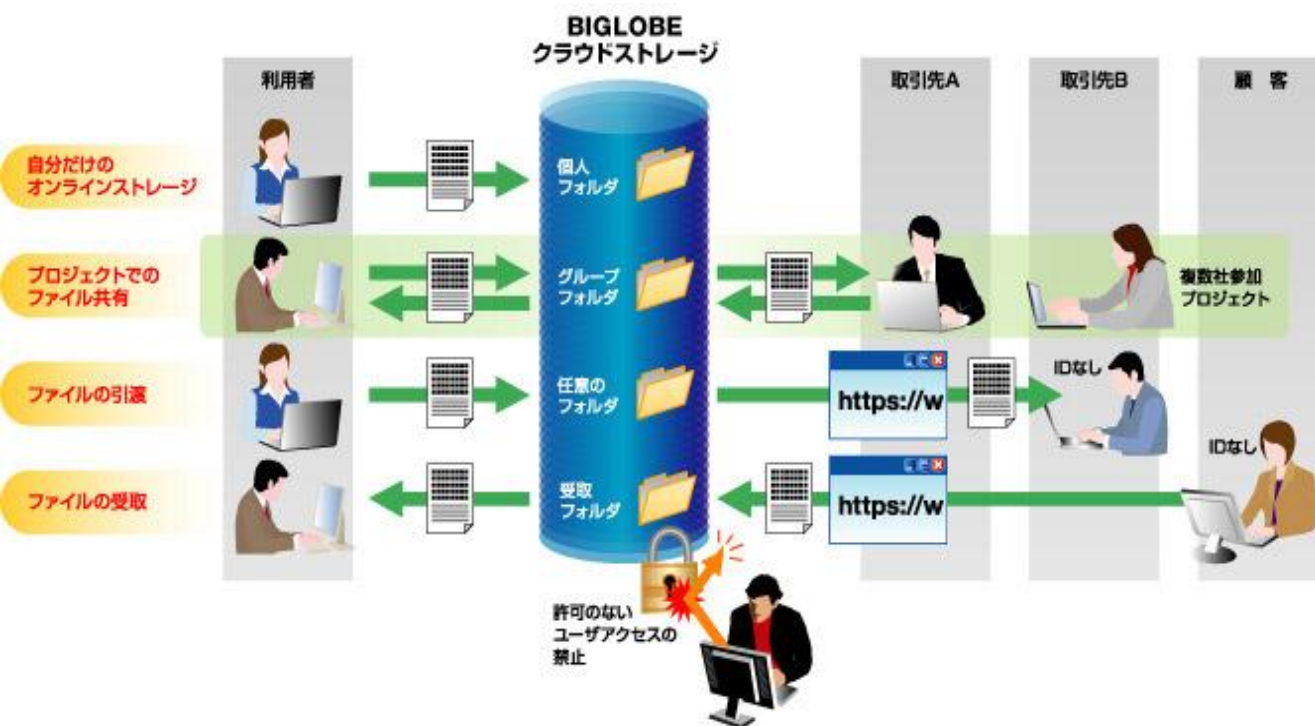 BIGLOBE
クラウドストレージ
利用者
取引先A
取引先B
顧 客
自分だけの
オンラインストレージ
個人
フォルダ
プロジェクトでの
ファイル共有
グループ
フォルダ
複数社参加
プロジェクト
ファイルの引渡
任意の
フォルダ
https://w
IDなし
ファイルの受取
受取
フォルダ
https://w
IDなし
許可のない
ユーザアクセスの
禁止